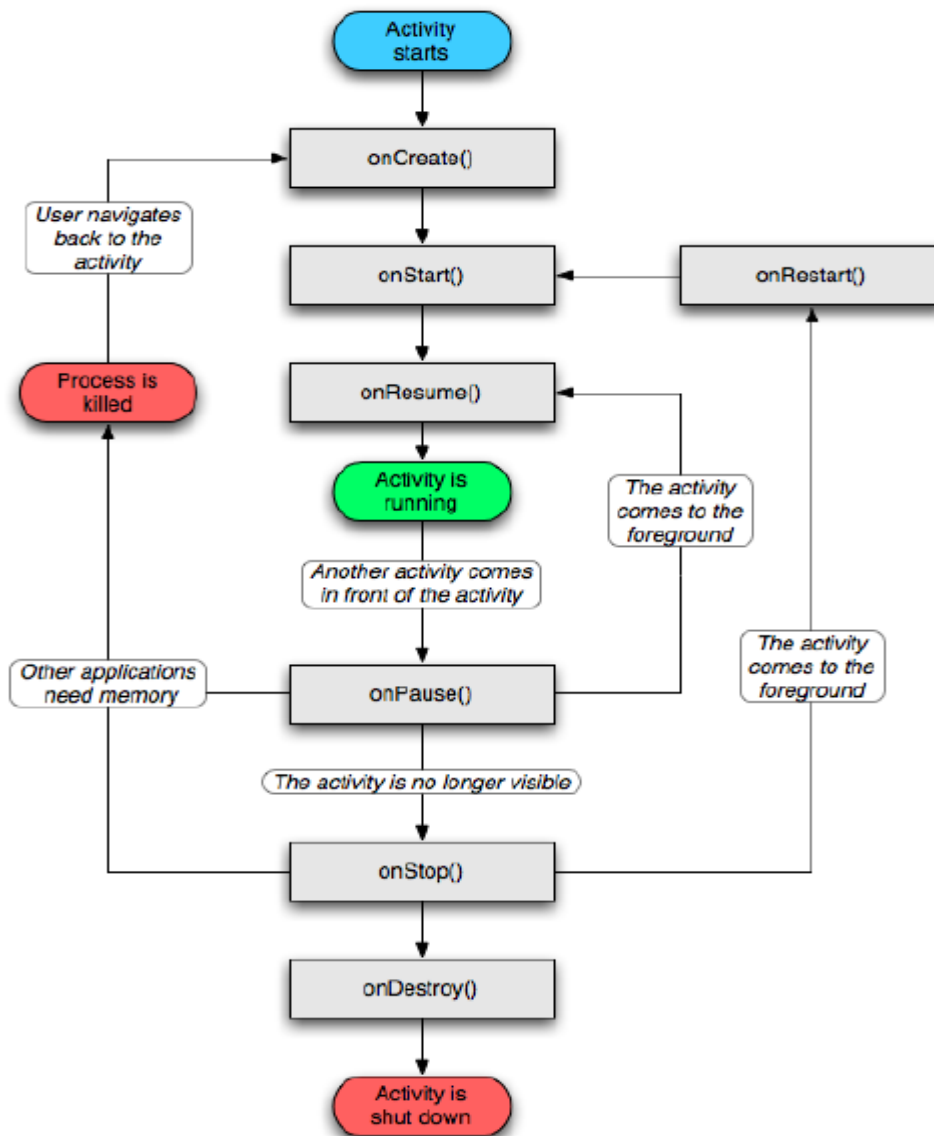 Activity
starts
onCreate()
User navigates
back to the
activity
onStart()
onRestart()
Process is
killed
onResume()
Activity is
running
The activity
comes to the
foreground
Another activity comes
in front of the activity
The activity
comes to the
foreground
Other applications
need memory
onPause()
The activity is no longer visible
onStop()
onDestroy()
Activity is
shut down